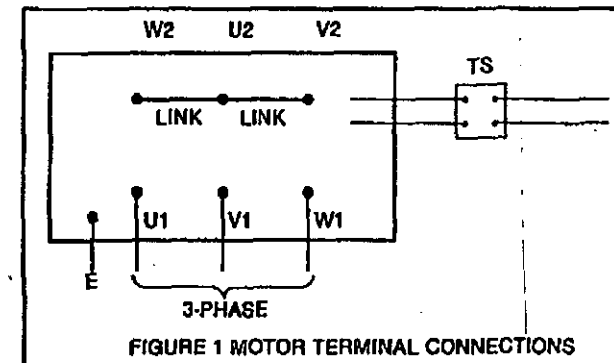 W2 U2 V2
TS
LINK LINK
U1 V1 W1
E
3-PHASE
FIGURE 1 MOTOR TERMINAL CONNECTIONS